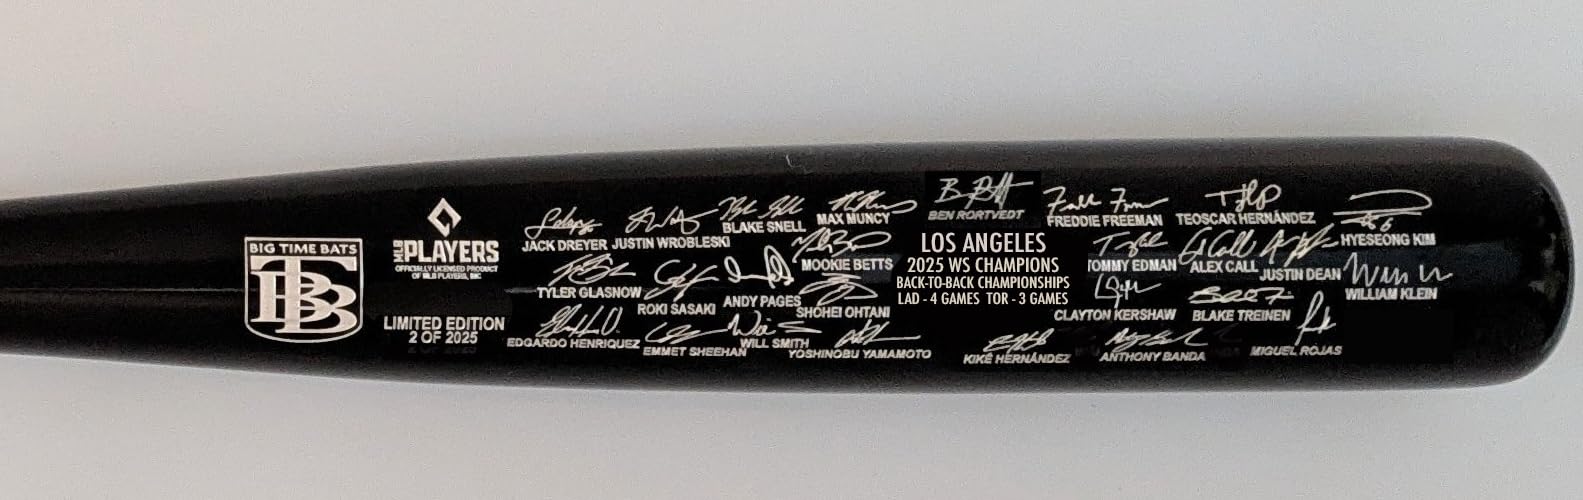 BIG TIME BATS
TBB
MLB PLAYERS
OFFICIALLY LICENSED PRODUCT
OF MLB PLAYERS, INC
LIMITED EDITION
2 OF 2025
JACK DREYER
JUSTIN WROBLESKI
BLAKE SNELL
MAX MUNCY
TYLER GLASNOW
ROKI SASAKI
ANDY PAGES
MOOKIE BETTS
SHOHEI OHTANI
EDGARDO HENRIQUEZ
EMMET SHEEHAN
WILL SMITH
YOSHINOBU YAMAMOTO
BEN RORTVEDT
LOS ANGELES
2025 WS CHAMPIONS
BACK-TO-BACK CHAMPIONSHIPS
LAD - 4 GAMES TOR - 3 GAMES
KIKÉ HERNÁNDEZ
FREDDIE FREEMAN
TEOSCAR HERNÁNDEZ
HYESEONG KIM
TOMMY EDMAN
ALEX CALL
JUSTIN DEAN
WILLIAM KLEIN
CLAYTON KERSHAW
BLAKE TREINEN
ANTHONY BANDA
MIGUEL ROJAS